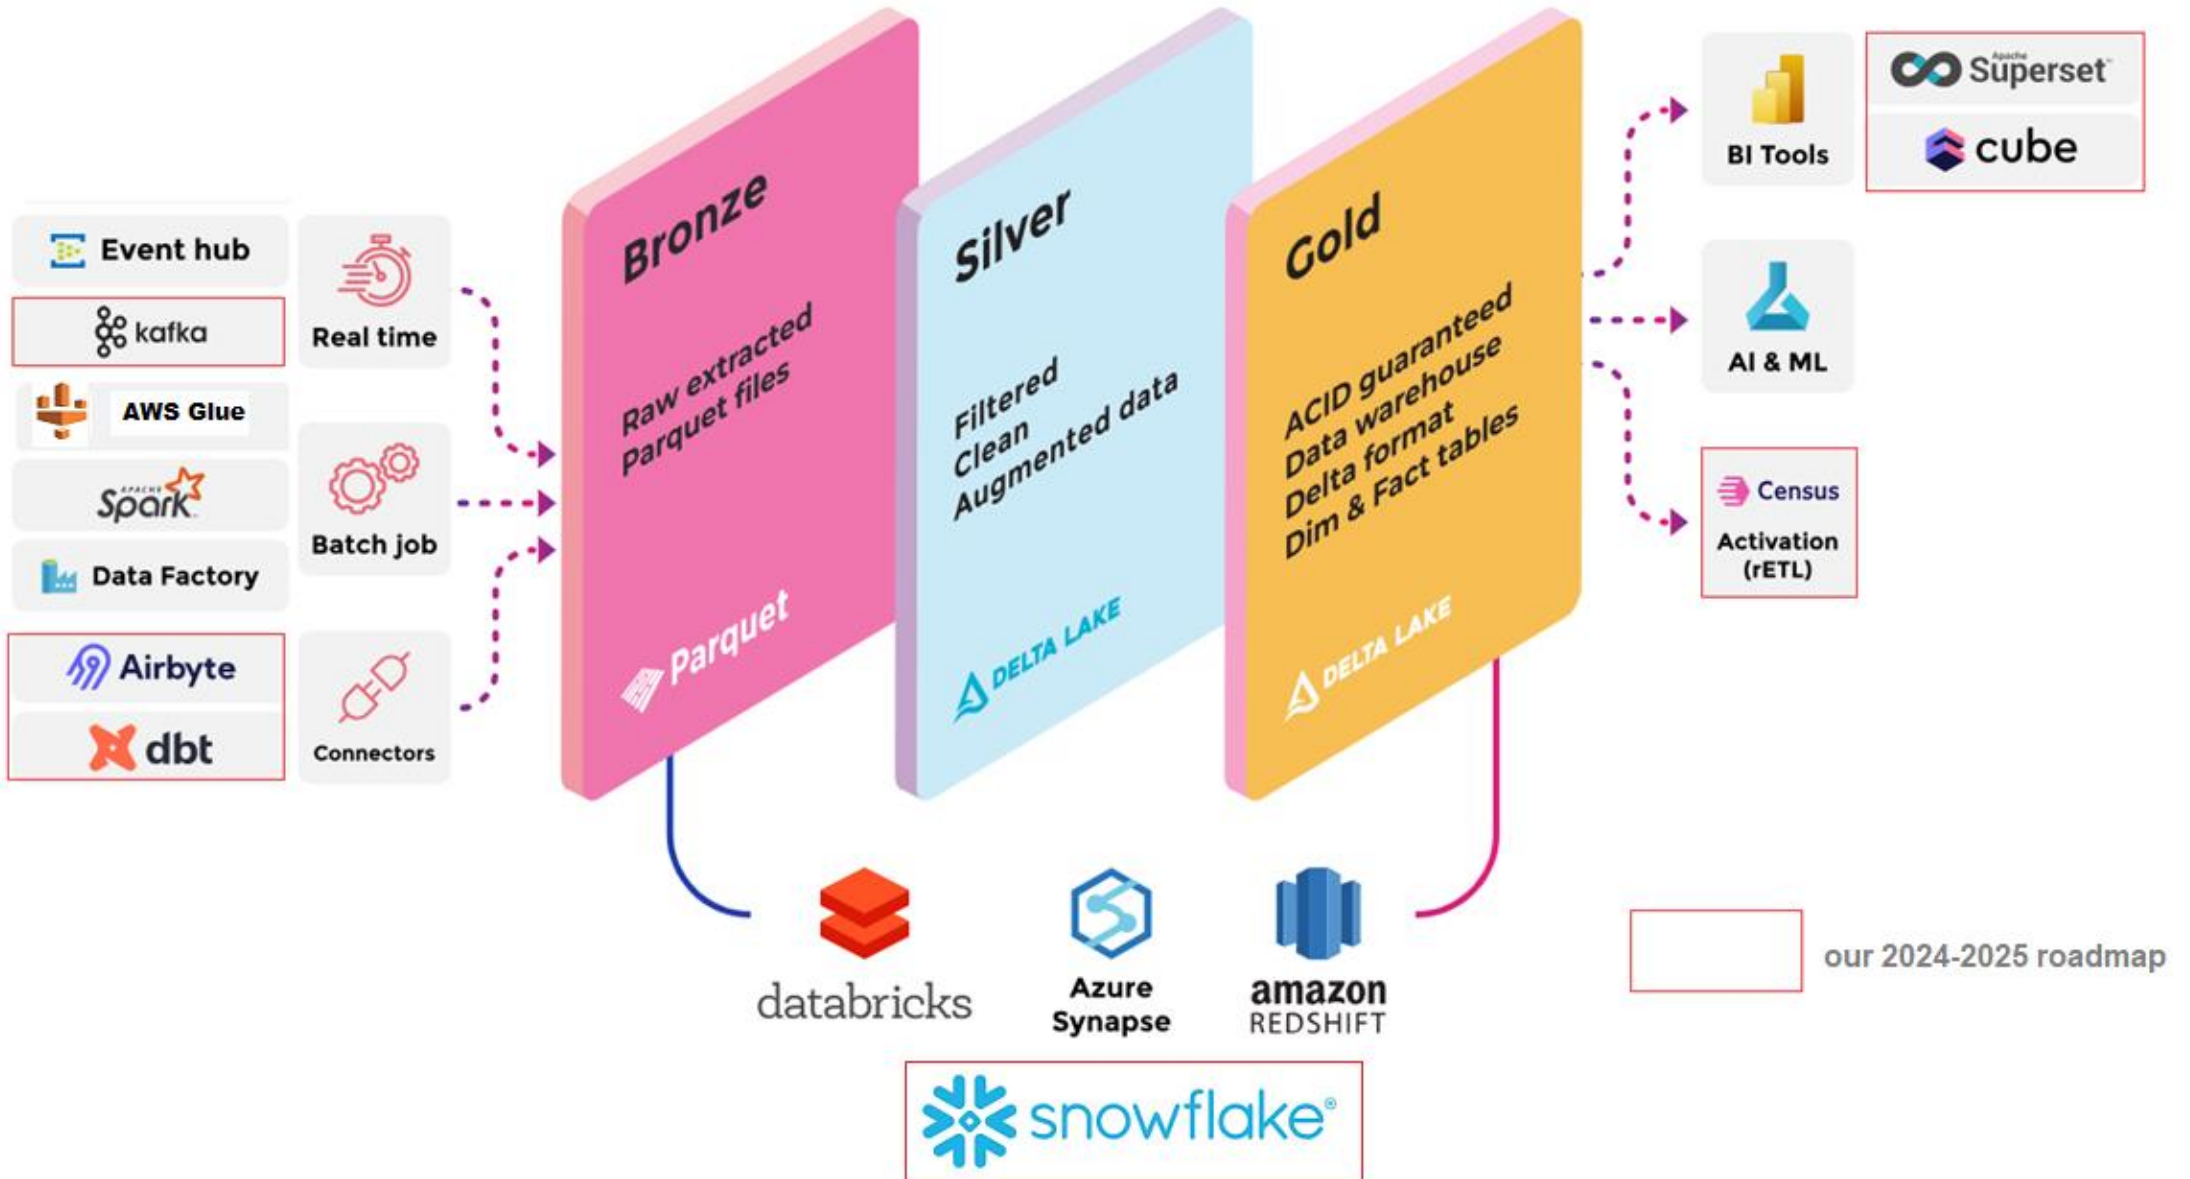 Event hub
kafka
AWS Glue
APACHE
Spark
Data Factory
Airbyte
dbt
Real time
Batch job
Connectors
Bronze
Raw extracted
Parquet files
Parquet
Silver
Filtered
Clean
Augmented data
DELTA LAKE
Gold
ACID guaranteed
Data warehouse
Delta format
Dim & Fact tables
DELTA LAKE
BI Tools
Apache
Superset™
cube
AI & ML
Census
Activation
(rETL)
databricks
Azure
Synapse
amazon
REDSHIFT
snowflake®
our 2024-2025 roadmap